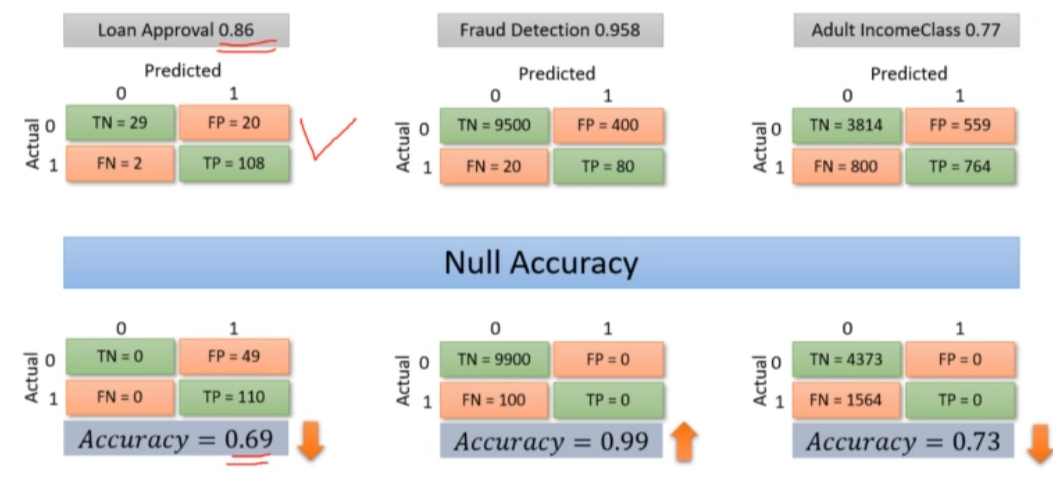 Loan Approval 0.86
Predicted
0 1
Actual
0 TN = 29 FP = 20
1 FN = 2 TP = 108
Fraud Detection 0.958
Predicted
0 1
Actual
0 TN = 9500 FP = 400
1 FN = 20 TP = 80
Adult IncomeClass 0.77
Predicted
0 1
Actual
0 TN = 3814 FP = 559
1 FN = 800 TP = 764
Null Accuracy
0 1
Actual
0 TN = 0 FP = 49
1 FN = 0 TP = 110
Accuracy = 0.69
0 1
Actual
0 TN = 9900 FP = 0
1 FN = 100 TP = 0
Accuracy = 0.99
0 1
Actual
0 TN = 4373 FP = 0
1 FN = 1564 TP = 0
Accuracy = 0.73